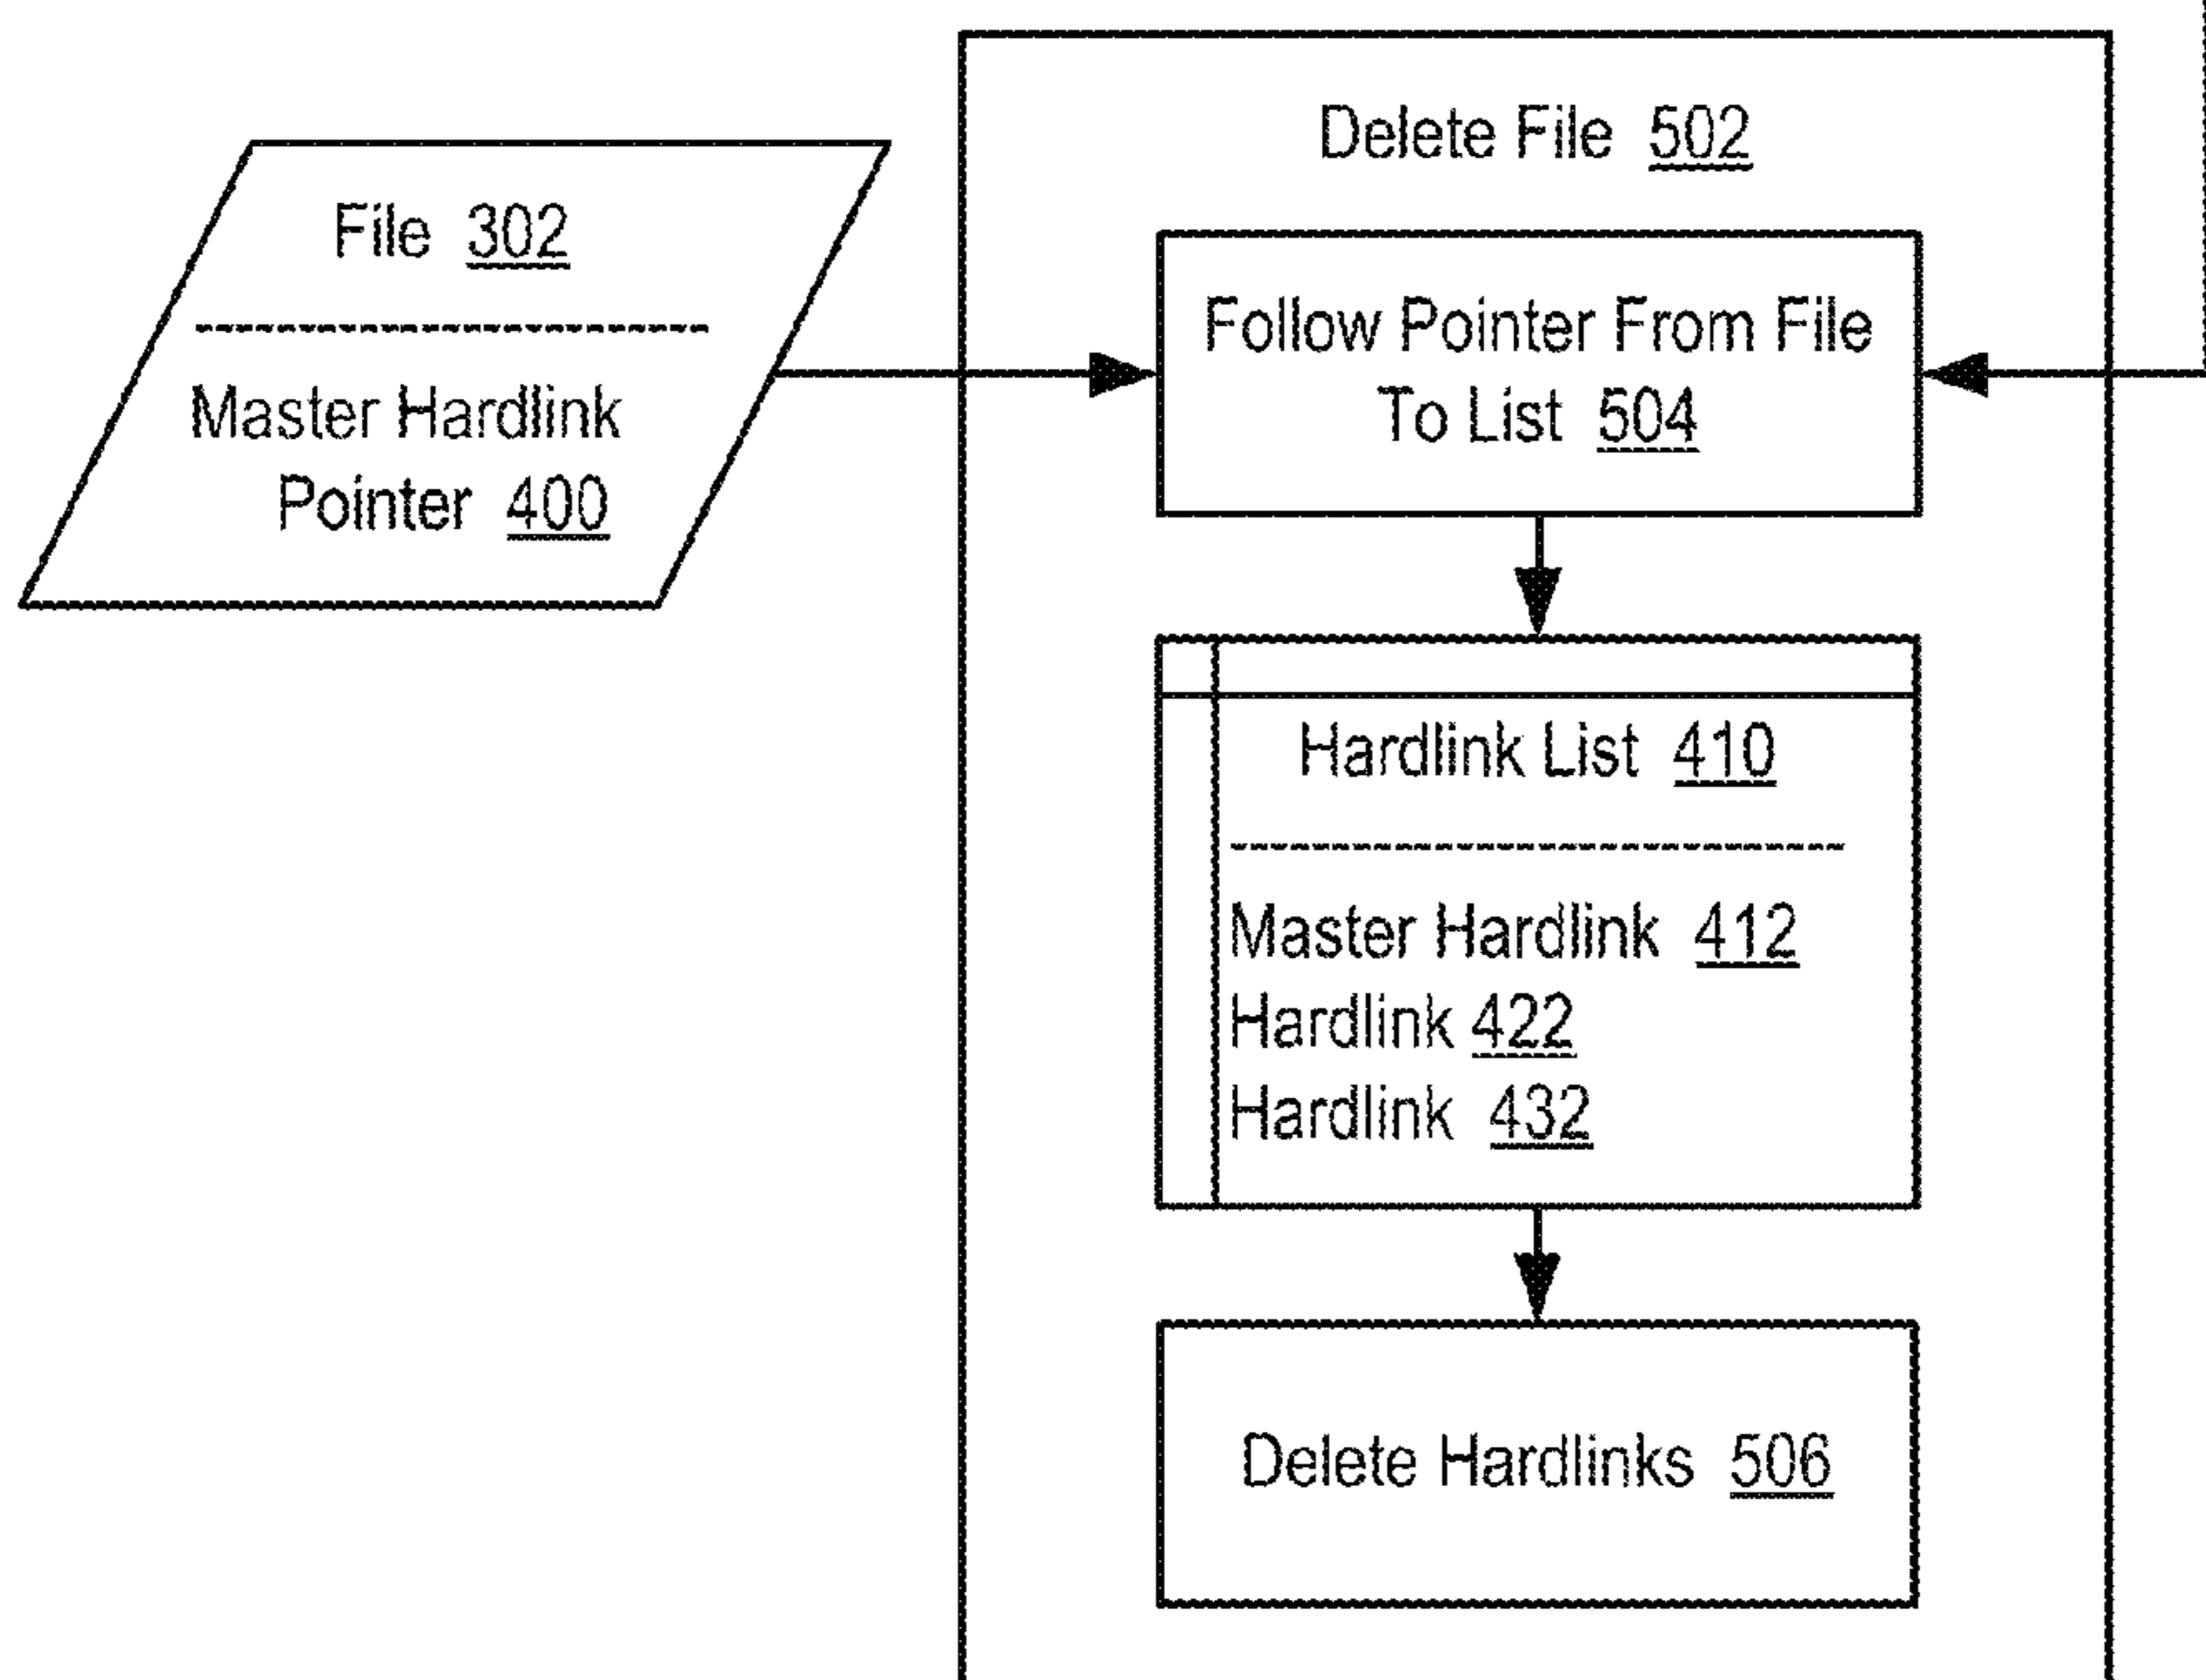 Delete File 502
File 302
Master Hardlink
Pointer 400
Follow Pointer From File
To List 504
Hardlink List 410
Master Hardlink 412
Hardlink 422
Hardlink 432
Delete Hardlinks 506